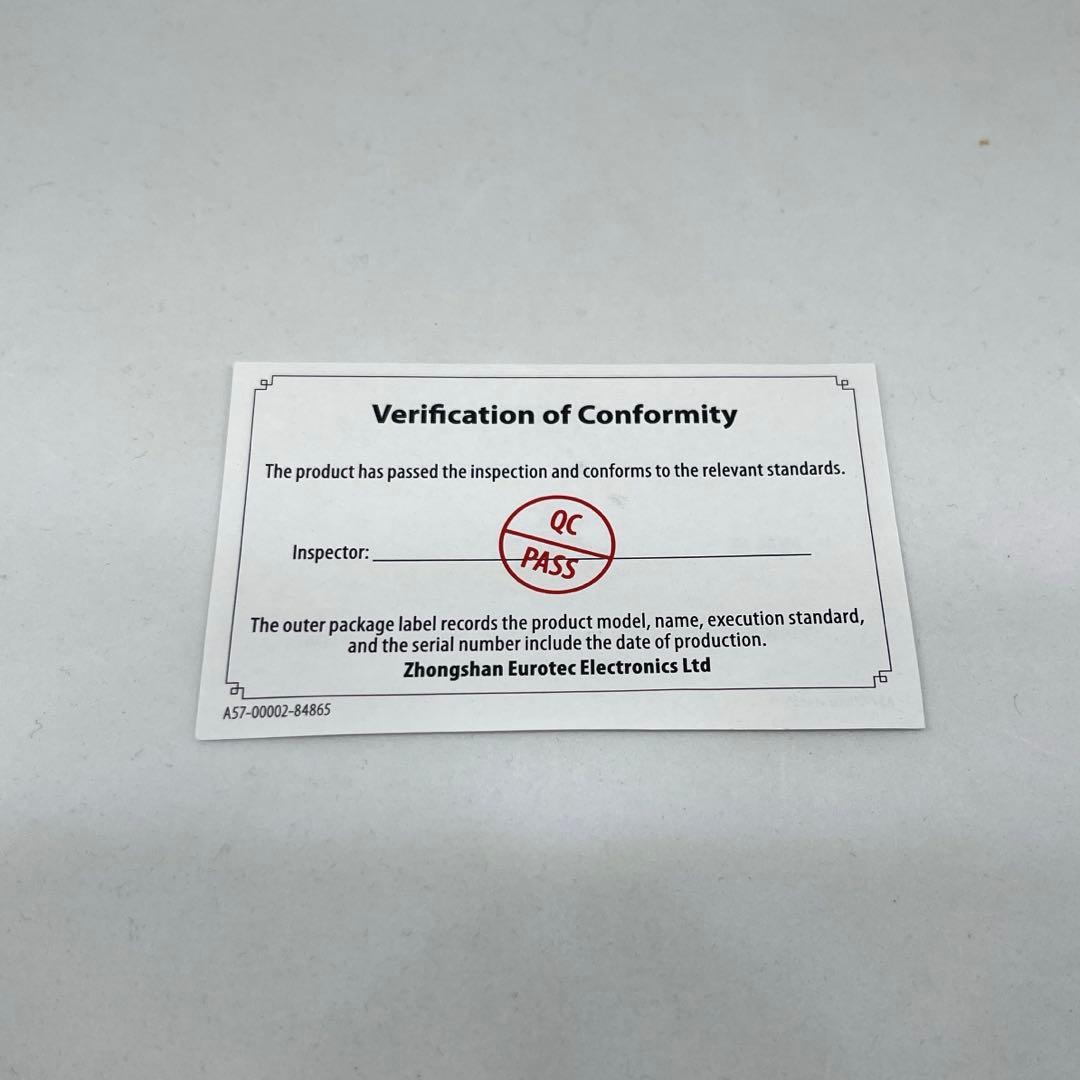 Verification of Conformity
The product has passed the inspection and conforms to the relevant standards.
QC
Inspector:
PASS
The outer package label records the product model, name, execution standard,
and the serial number include the date of production.
Zhongshan Eurotec Electronics Ltd
A57-00002-84865